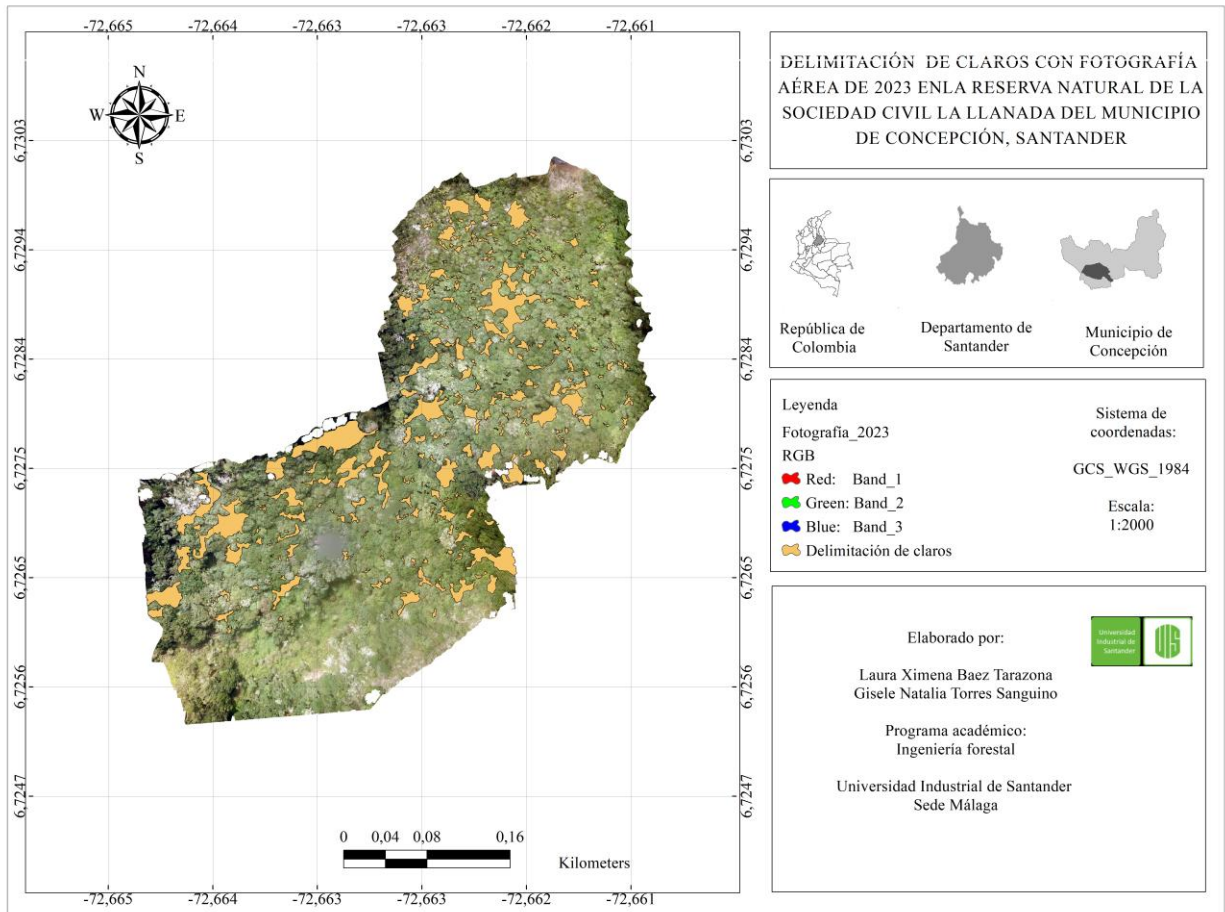 -72,665 -72,664 -72,663 -72,663 -72,662 -72,661
N
W E
S
6,7303 6,7303
6,7294 6,7294
6,7284 6,7284
6,7275 6,7275
6,7265 6,7265
6,7256 6,7256
6,7247 6,7247
0 0,04 0,08 0,16
Kilometers
-72,665 -72,664 -72,663 -72,663 -72,662 -72,661
DELIMITACIÓN DE CLAROS CON FOTOGRAFÍA
AÉREA DE 2023 ENLA RESERVA NATURAL DE LA
SOCIEDAD CIVIL LA LLANADA DEL MUNICIPIO
DE CONCEPCIÓN, SANTANDER
República de
Colombia
Departamento de
Santander
Municipio de
Concepción
Leyenda
Fotografía_2023
RGB
Red: Band_1
Green: Band_2
Blue: Band_3
Delimitación de claros
Sistema de
coordenadas:
GCS_WGS_1984
Escala:
1:2000
Elaborado por:
Universidad
Industrial de
Santander
UIS
Laura Ximena Baez Tarazona
Gisele Natalia Torres Sanguino
Programa académico:
Ingeniería forestal
Universidad Industrial de Santander
Sede Málaga